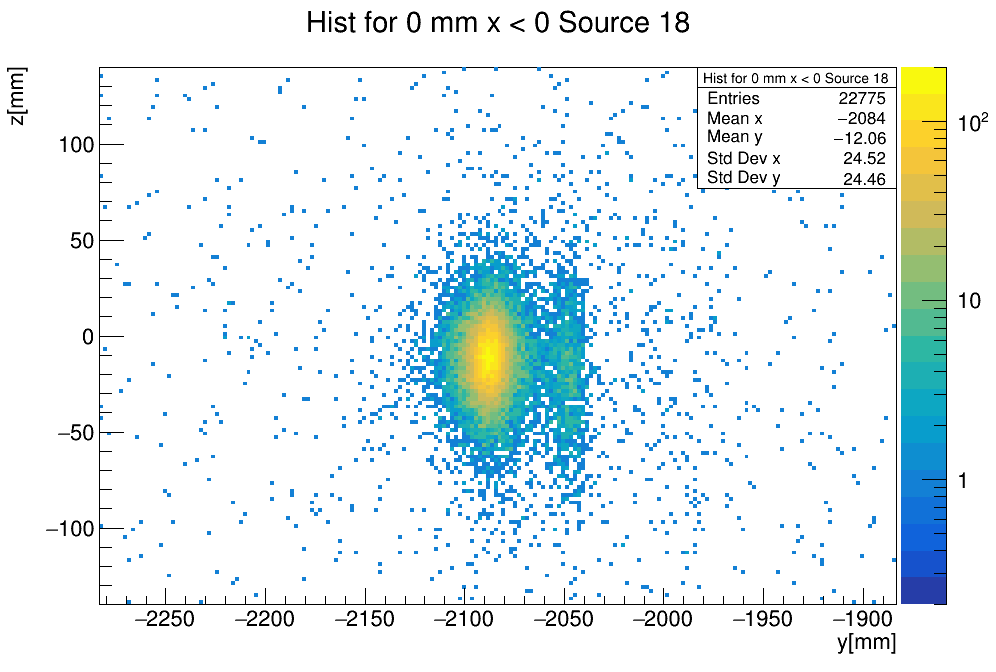 Hist for 0 mm x < 0 Source 18
z[mm]
Hist for 0 mm x < 0 Source 18
Entries 22775
Mean x −2084
Mean y −12.06
Std Dev x 24.52
Std Dev y 24.46
100
50
0
−50
−100
10²
10
1
−2250 −2200 −2150 −2100 −2050 −2000 −1950 −1900
y[mm]